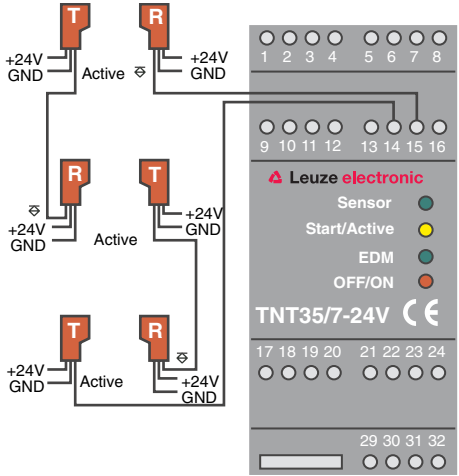 T R
+24V
GND
Active
+24V
GND
1 2 3 4 5 6 7 8
9 10 11 12 13 14 15 16
R T
+24V
GND
Active
+24V
GND
T R
+24V
GND
Active
+24V
GND
Leuze electronic
Sensor
Start/Active
EDM
OFF/ON
TNT35/7-24V CE
17 18 19 20 21 22 23 24
29 30 31 32